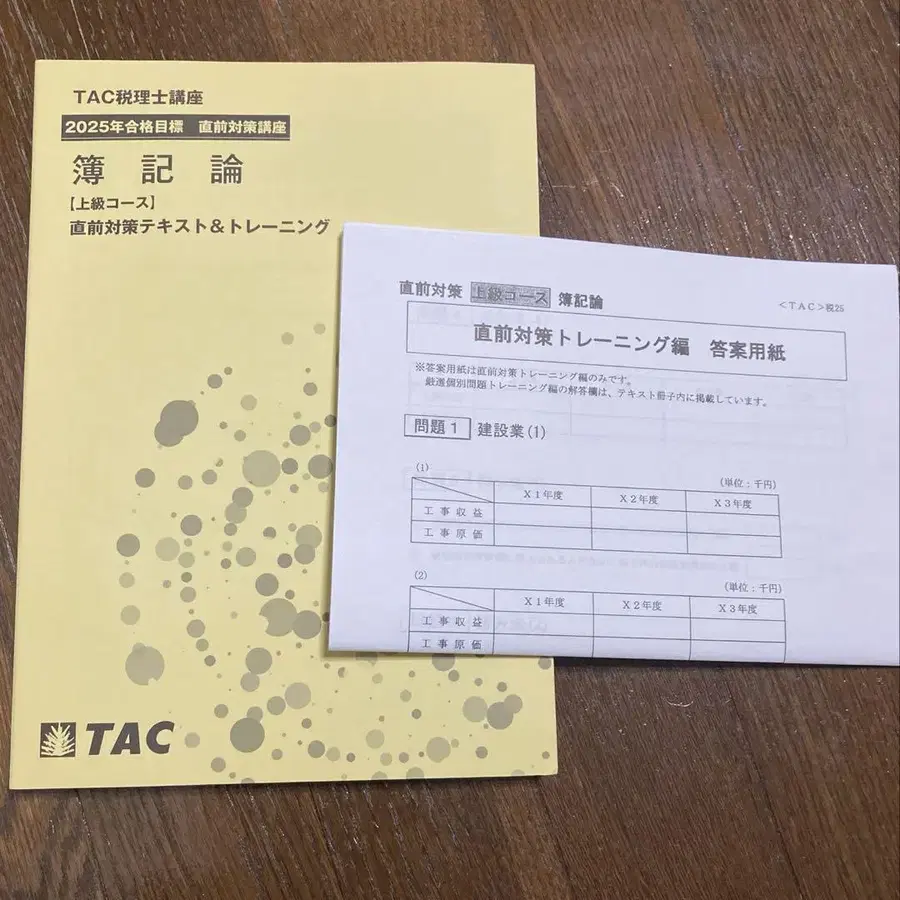 TAC税理士講座
2025年合格目標 直前対策講座
簿記論
【上級コース】
直前対策テキスト＆トレーニング
TAC
直前対策 上級コース 簿記論
＜TAC＞税25
直前対策トレーニング編 答案用紙
※答案用紙は直前対策トレーニング編のみです。
厳選個別問題トレーニング編の解答欄は、テキスト冊子内に掲載しています。
問題1 建設業(1)
(1)
（単位：千円）
X1年度 X2年度 X3年度
工事収益
工事原価
(2)
（単位：千円）
X1年度 X2年度 X3年度
工事収益
工事原価